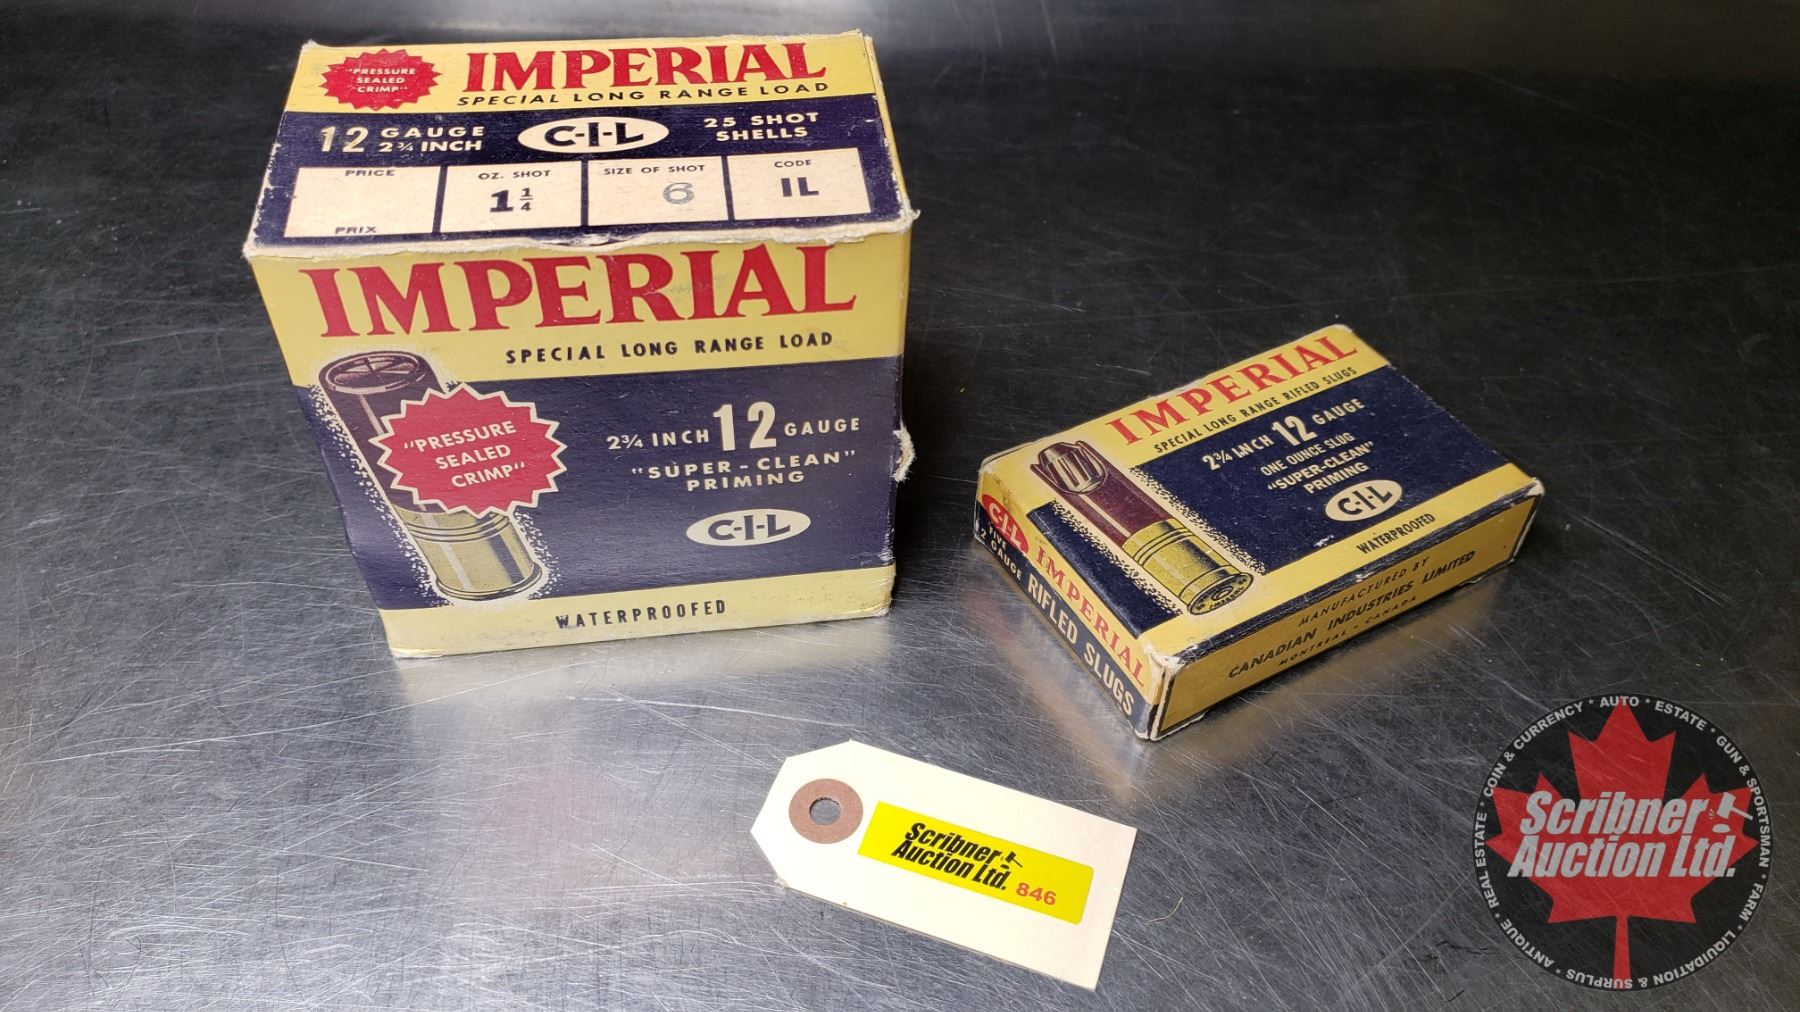 "PRESSURE
SEALED
CRIMP"
IMPERIAL
SPECIAL LONG RANGE LOAD
12 GAUGE
2¾ INCH
C-I-L
25 SHOT
SHELLS
PRICE
PRIX
OZ. SHOT
1 1/4
SIZE OF SHOT
6
CODE
IL
IMPERIAL
SPECIAL LONG RANGE LOAD
"PRESSURE
SEALED
CRIMP"
2¾ INCH 12 GAUGE
"SUPER-CLEAN"
PRIMING
C-I-L
WATERPROOFED
IMPERIAL
SPECIAL LONG RANGE RIFLED SLUGS
2¾ INCH 12 GAUGE
ONE OUNCE SLUG
"SUPER-CLEAN"
PRIMING
C-I-L
WATERPROOFED
C-I-L
FIVE
12 GAUGE
IMPERIAL
RIFLED SLUGS
MANUFACTURED BY
CANADIAN INDUSTRIES LIMITED
MONTREAL · CANADA
Scribner
Auction Ltd.
846
* REAL ESTATE * COIN & CURRENCY * AUTO * ESTATE * GUN & SPORTSMAN * FARM * LIQUIDATION & SURPLUS * ANTIQUE
Scribner
Auction Ltd.